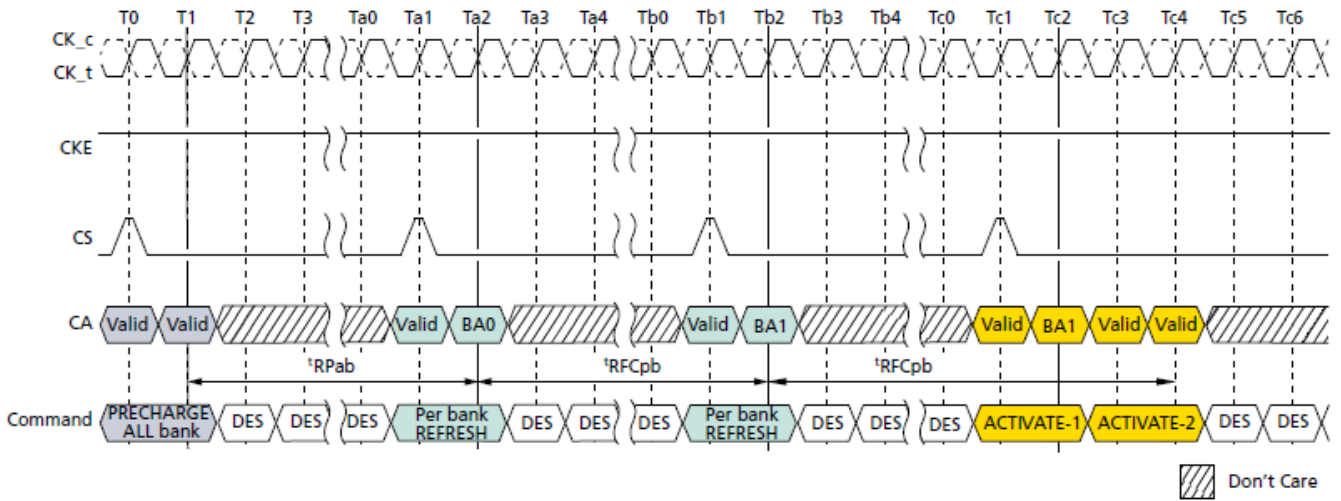 T0 T1 T2 T3 Ta0 Ta1 Ta2 Ta3 Ta4 Tb0 Tb1 Tb2 Tb3 Tb4 Tc0 Tc1 Tc2 Tc3 Tc4 Tc5 Tc6
CK_c
CK_t
CKE
CS
CA Valid Valid Valid BA0 Valid BA1 Valid BA1 Valid Valid
tRPab tRFCpb tRFCpb
Command PRECHARGE ALL bank DES DES DES Per bank REFRESH DES DES DES Per bank REFRESH DES DES DES ACTIVATE-1 ACTIVATE-2 DES DES
Don't Care